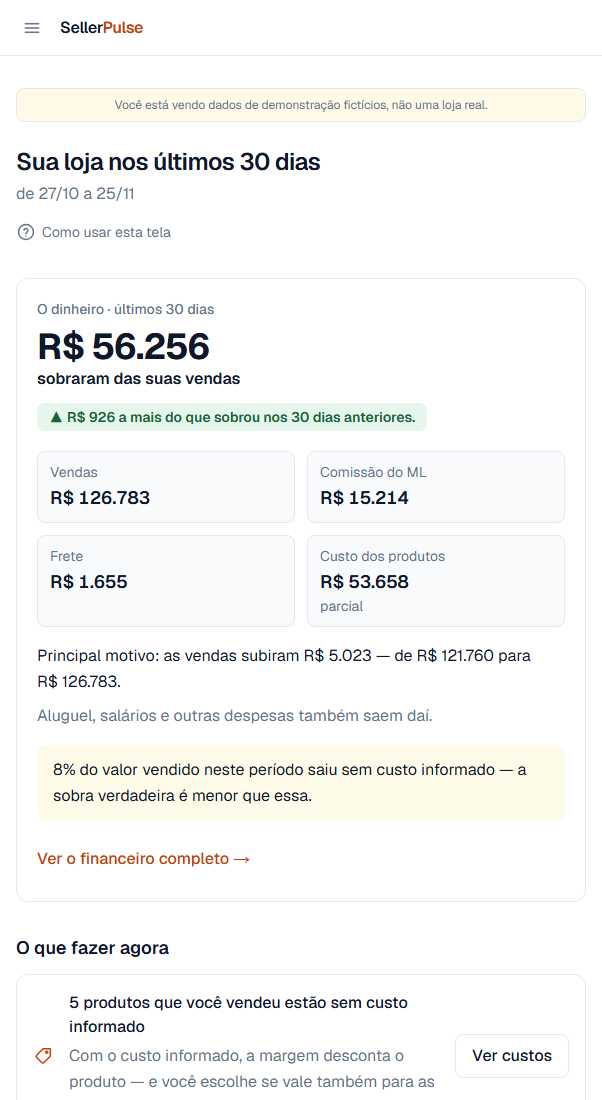 SellerPulse
Você está vendo dados de demonstração fictícios, não uma loja real.
Sua loja nos últimos 30 dias
de 27/10 a 25/11
Como usar esta tela
O dinheiro · últimos 30 dias
R$ 56.256
sobraram das suas vendas
▲ R$ 926 a mais do que sobrou nos 30 dias anteriores.
Vendas
R$ 126.783
Comissão do ML
R$ 15.214
Frete
R$ 1.655
Custo dos produtos
R$ 53.658
parcial
Principal motivo: as vendas subiram R$ 5.023 — de R$ 121.760 para
R$ 126.783.
Aluguel, salários e outras despesas também saem daí.
8% do valor vendido neste período saiu sem custo informado — a
sobra verdadeira é menor que essa.
Ver o financeiro completo →
O que fazer agora
5 produtos que você vendeu estão sem custo
informado
Com o custo informado, a margem desconta o
produto — e você escolhe se vale também para as
Ver custos